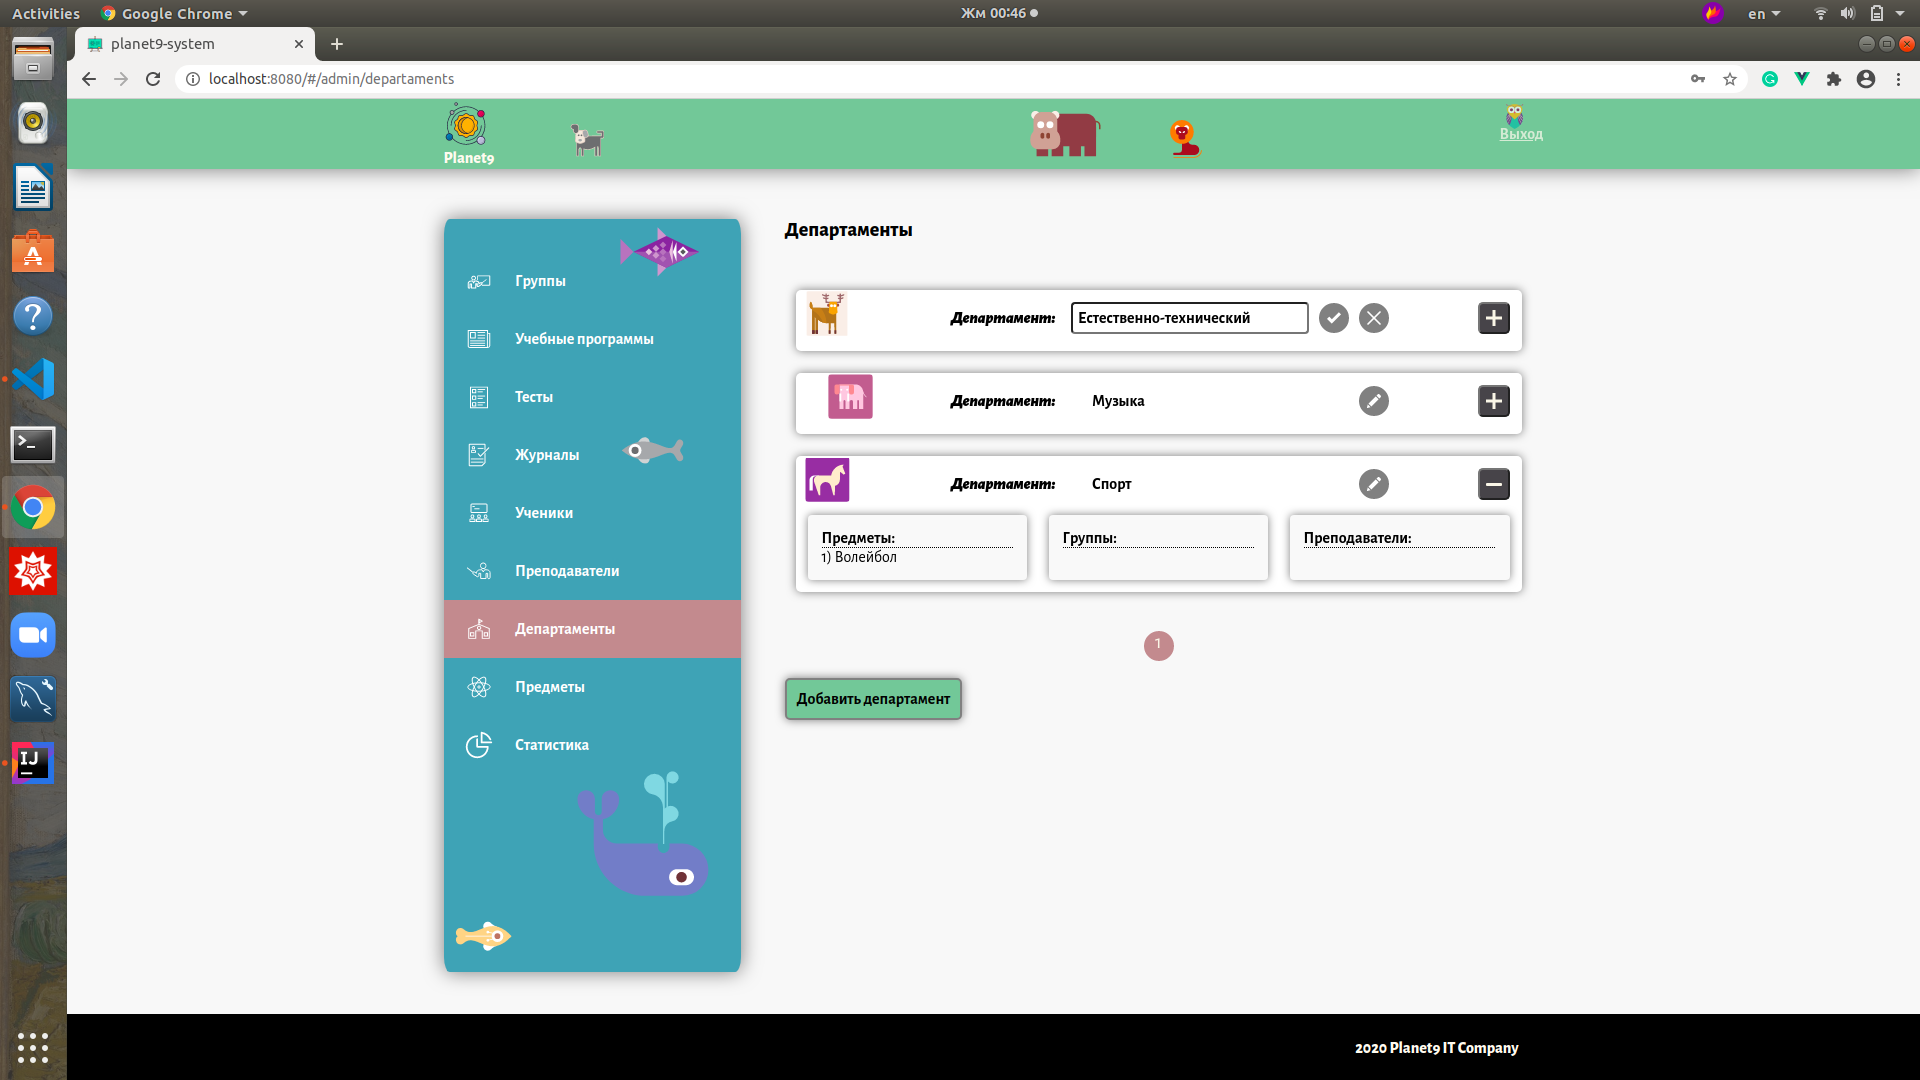 Activities
Google Chrome
Жм 00:46
en
planet9-system
localhost:8080/#/admin/departaments
Planet9
Выход
Группы
Учебные программы
Тесты
Журналы
Ученики
Преподаватели
Департаменты
Предметы
Статистика
Департаменты
Департамент: Естественно-технический
Департамент: Музыка
Департамент: Спорт
Предметы:
1) Волейбол
Группы:
Преподаватели:
1
Добавить департамент
2020 Planet9 IT Company